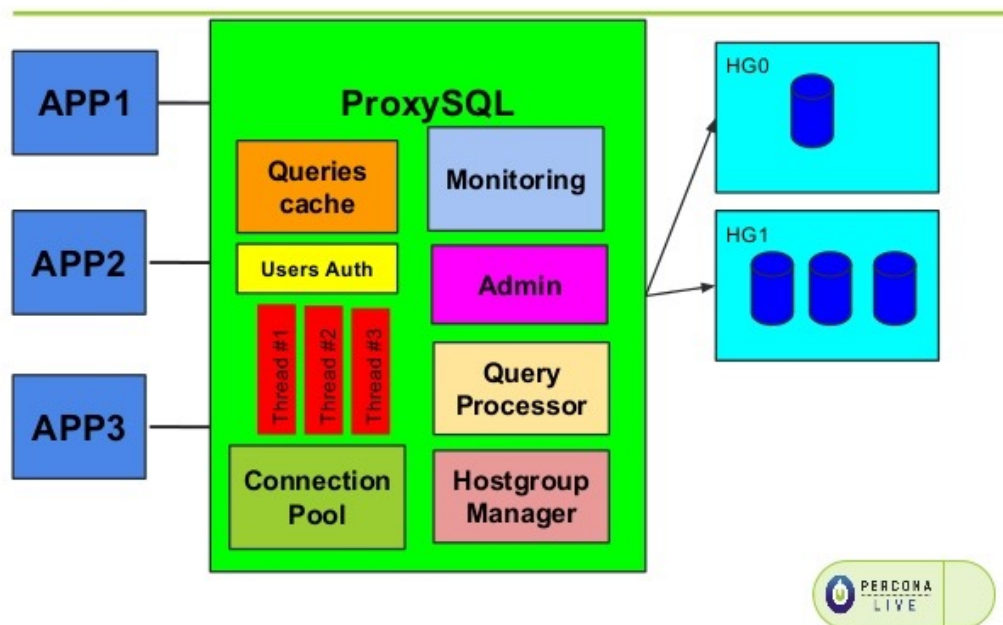 APP1
APP2
APP3
ProxySQL
Queries
cache
Users Auth
Thread #1
Thread #2
Thread #3
Connection
Pool
Monitoring
Admin
Query
Processor
Hostgroup
Manager
HG0
HG1
PERCONA
LIVE